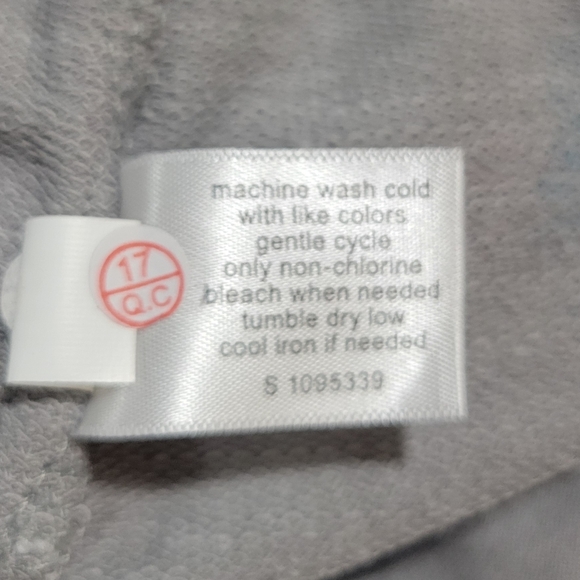 machine wash cold
with like colors
gentle cycle
only non-chlorine
bleach when needed
tumble dry low
cool iron if needed
S 1095339
17
Q.C